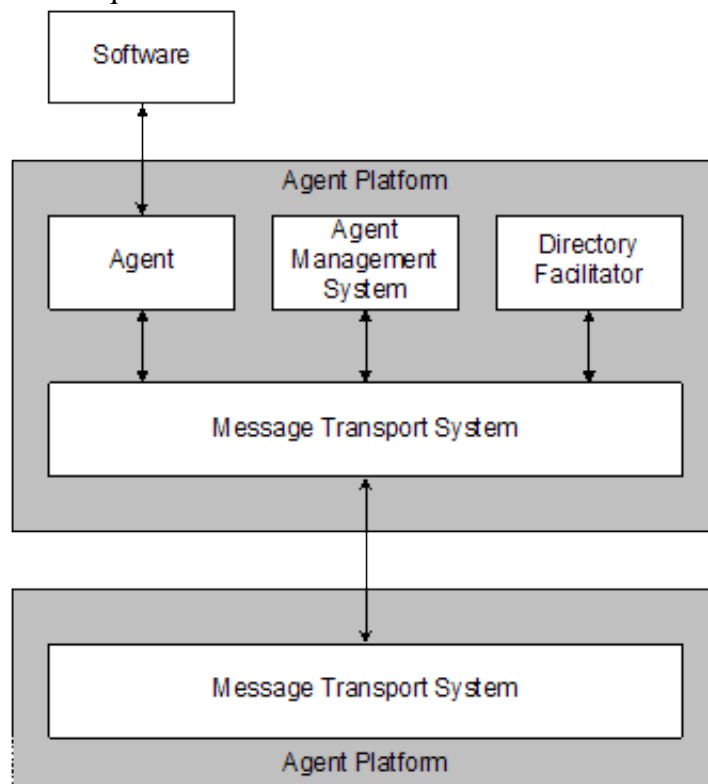 Software
Agent Platform
Agent
Agent
Management
System
Directory
Facilitator
Message Transport System
Message Transport System
Agent Platform